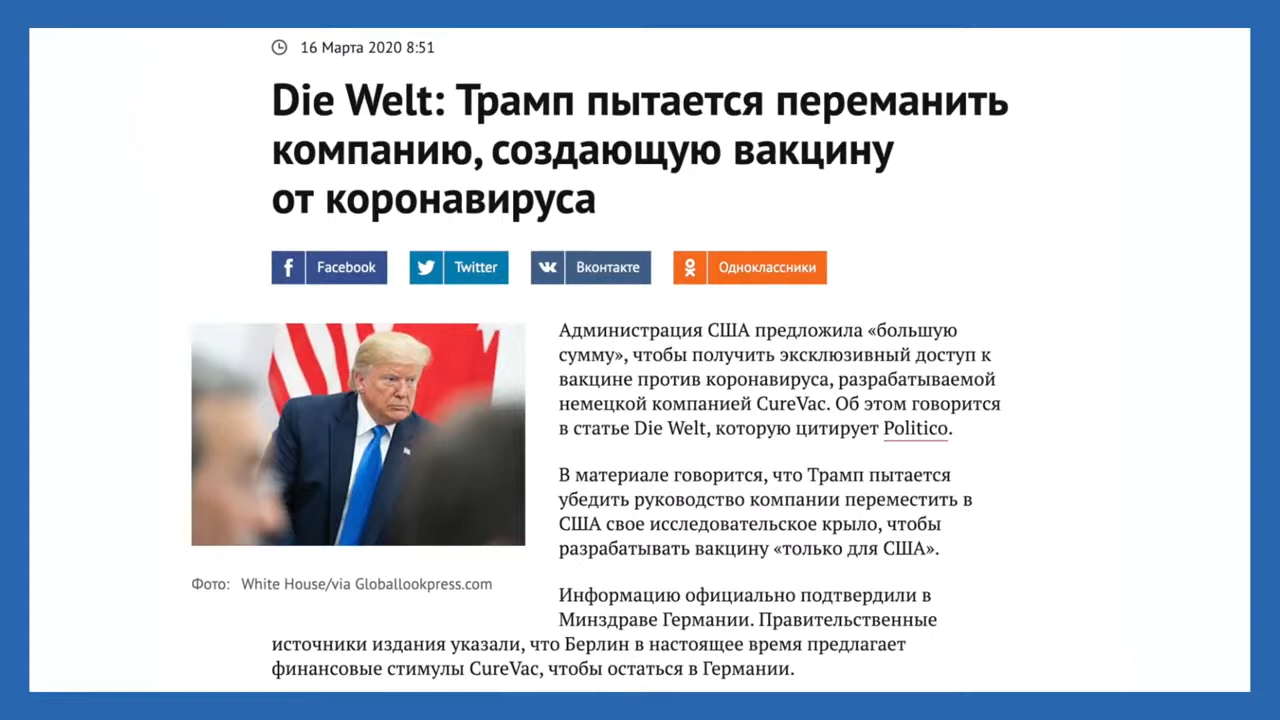 16 Марта 2020 8:51
Die Welt: Трамп пытается переманить
компанию, создающую вакцину
от коронавируса
Facebook
Twitter
Вконтакте
Одноклассники
Администрация США предложила «большую
сумму», чтобы получить эксклюзивный доступ к
вакцине против коронавируса, разрабатываемой
немецкой компанией CureVac. Об этом говорится
в статье Die Welt, которую цитирует Politico.
В материале говорится, что Трамп пытается
убедить руководство компании переместить в
США свое исследовательское крыло, чтобы
разрабатывать вакцину «только для США».
Фото: White House/via Globallookpress.com
Информацию официально подтвердили в
Минздраве Германии. Правительственные
источники издания указали, что Берлин в настоящее время предлагает
финансовые стимулы CureVac, чтобы остаться в Германии.